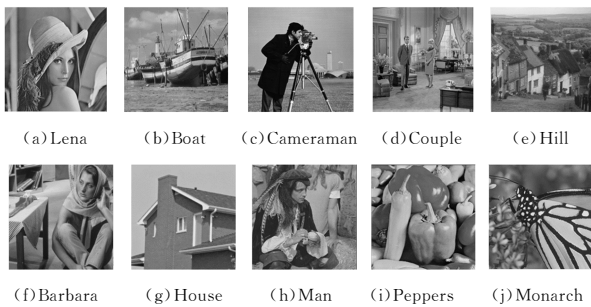 (a)Lena (b)Boat (c)Cameraman (d)Couple (e)Hill
(f)Barbara (g)House (h)Man (i)Peppers (j)Monarch